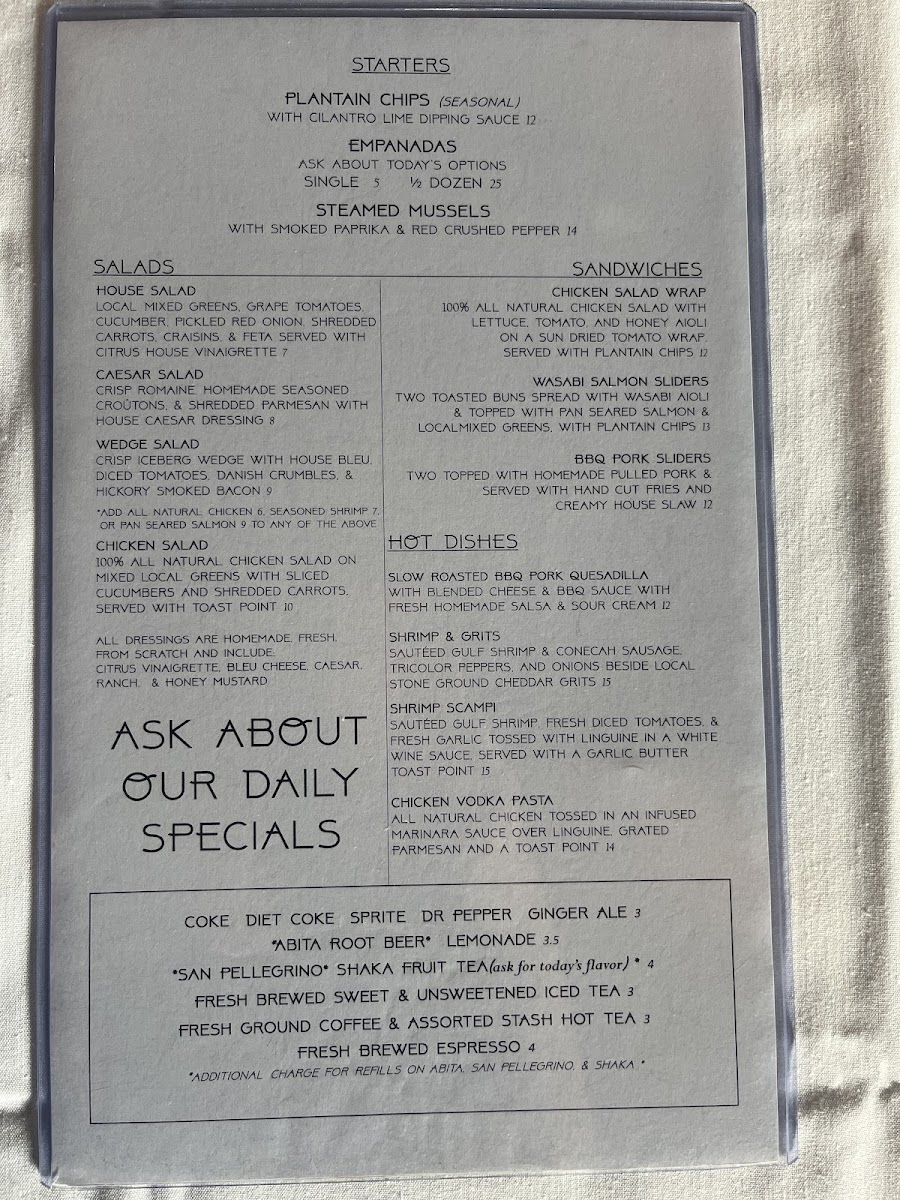 STARTERS
PLANTAIN CHIPS (SEASONAL)
WITH CILANTRO LIME DIPPING SAUCE 12
EMPANADAS
ASK ABOUT TODAY'S OPTIONS
SINGLE 5 ½ DOZEN 25
STEAMED MUSSELS
WITH SMOKED PAPRIKA & RED CRUSHED PEPPER 14
SALADS
HOUSE SALAD
LOCAL MIXED GREENS, GRAPE TOMATOES,
CUCUMBER, PICKLED RED ONION, SHREDDED
CARROTS, CRAISINS, & FETA SERVED WITH
CITRUS HOUSE VINAIGRETTE 7
CAESAR SALAD
CRISP ROMAINE, HOMEMADE SEASONED
CROÛTONS, & SHREDDED PARMESAN WITH
HOUSE CAESAR DRESSING 8
WEDGE SALAD
CRISP ICEBERG WEDGE WITH HOUSE BLEU,
DICED TOMATOES, DANISH CRUMBLES, &
HICKORY SMOKED BACON 9
*ADD ALL NATURAL CHICKEN 6, SEASONED SHRIMP 7,
OR PAN SEARED SALMON 9 TO ANY OF THE ABOVE
CHICKEN SALAD
100% ALL NATURAL CHICKEN SALAD ON
MIXED LOCAL GREENS WITH SLICED
CUCUMBERS AND SHREDDED CARROTS,
SERVED WITH TOAST POINT 10
ALL DRESSINGS ARE HOMEMADE, FRESH,
FROM SCRATCH AND INCLUDE:
CITRUS VINAIGRETTE, BLEU CHEESE, CAESAR,
RANCH, & HONEY MUSTARD
ASK ABOUT
OUR DAILY
SPECIALS
SANDWICHES
CHICKEN SALAD WRAP
100% ALL NATURAL CHICKEN SALAD WITH
LETTUCE, TOMATO, AND HONEY AIOLI
ON A SUN DRIED TOMATO WRAP.
SERVED WITH PLANTAIN CHIPS 12
WASABI SALMON SLIDERS
TWO TOASTED BUNS SPREAD WITH WASABI AIOLI
& TOPPED WITH PAN SEARED SALMON &
LOCALMIXED GREENS, WITH PLANTAIN CHIPS 13
BBQ PORK SLIDERS
TWO TOPPED WITH HOMEMADE PULLED PORK &
SERVED WITH HAND CUT FRIES AND
CREAMY HOUSE SLAW 12
HOT DISHES
SLOW ROASTED BBQ PORK QUESADILLA
WITH BLENDED CHEESE & BBQ SAUCE WITH
FRESH HOMEMADE SALSA & SOUR CREAM 12
SHRIMP & GRITS
SAUTÉED GULF SHRIMP & CONECAH SAUSAGE,
TRICOLOR PEPPERS, AND ONIONS BESIDE LOCAL
STONE GROUND CHEDDAR GRITS 15
SHRIMP SCAMPI
SAUTÉED GULF SHRIMP, FRESH DICED TOMATOES, &
FRESH GARLIC TOSSED WITH LINGUINE IN A WHITE
WINE SAUCE, SERVED WITH A GARLIC BUTTER
TOAST POINT 15
CHICKEN VODKA PASTA
ALL NATURAL CHICKEN TOSSED IN AN INFUSED
MARINARA SAUCE OVER LINGUINE, GRATED
PARMESAN AND A TOAST POINT 14
COKE DIET COKE SPRITE DR PEPPER GINGER ALE 3
*ABITA ROOT BEER* LEMONADE 3.5
*SAN PELLEGRINO* SHAKA FRUIT TEA(ask for today's flavor) * 4
FRESH BREWED SWEET & UNSWEETENED ICED TEA 3
FRESH GROUND COFFEE & ASSORTED STASH HOT TEA 3
FRESH BREWED ESPRESSO 4
*ADDITIONAL CHARGE FOR REFILLS ON ABITA, SAN PELLEGRINO, & SHAKA *